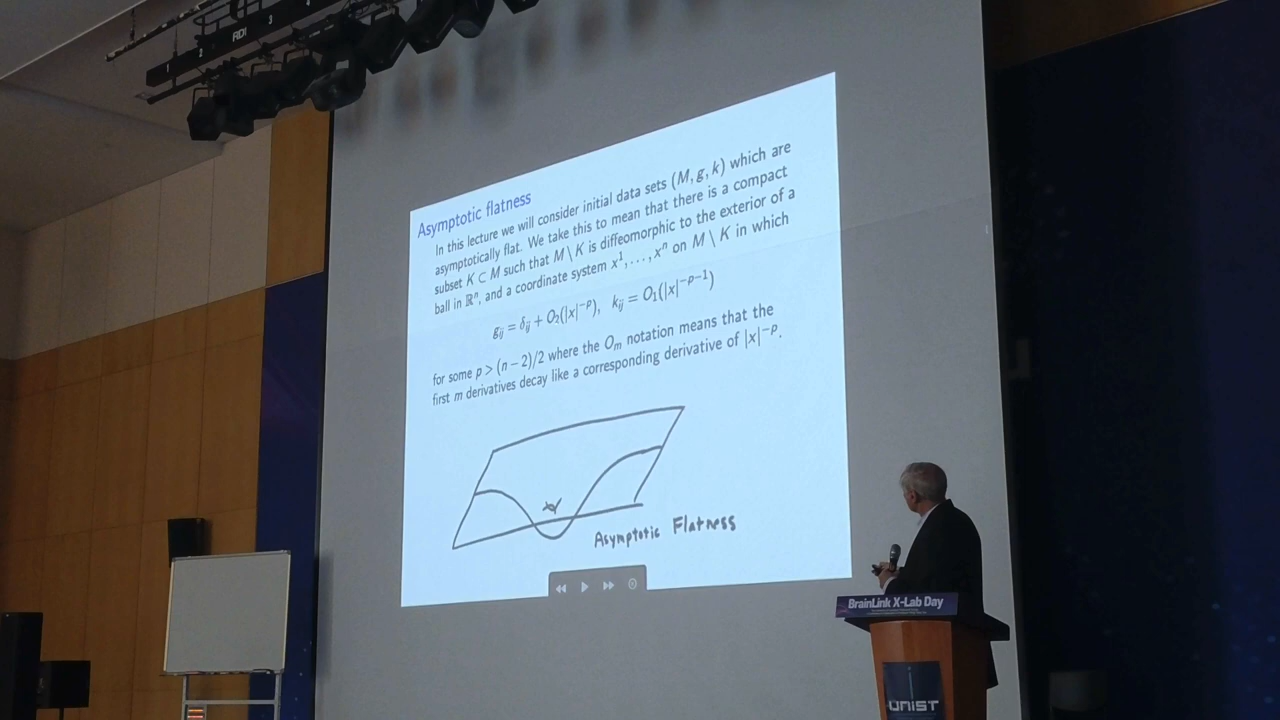 RDI
Asymptotic flatness
In this lecture we will consider initial data sets (M, g, k) which are
asymptotically flat. We take this to mean that there is a compact
subset K ⊂ M such that M \ K is diffeomorphic to the exterior of a
ball in ℝⁿ, and a coordinate system x¹, . . . , xⁿ on M \ K in which
gᵢⱼ = δᵢⱼ + O₂(|x|⁻ᵖ), kᵢⱼ = O₁(|x|⁻ᵖ⁻¹)
for some p > (n − 2)/2 where the Oₘ notation means that the
first m derivatives decay like a corresponding derivative of |x|⁻ᵖ.
Asymptotic Flatness
BrainLink X-Lab Day
UNIST